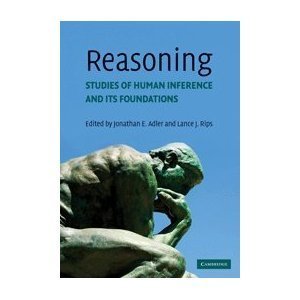 Reasoning
STUDIES OF HUMAN INFERENCE
AND ITS FOUNDATIONS
Edited by Jonathan E. Adler and Lance J. Rips
CAMBRIDGE